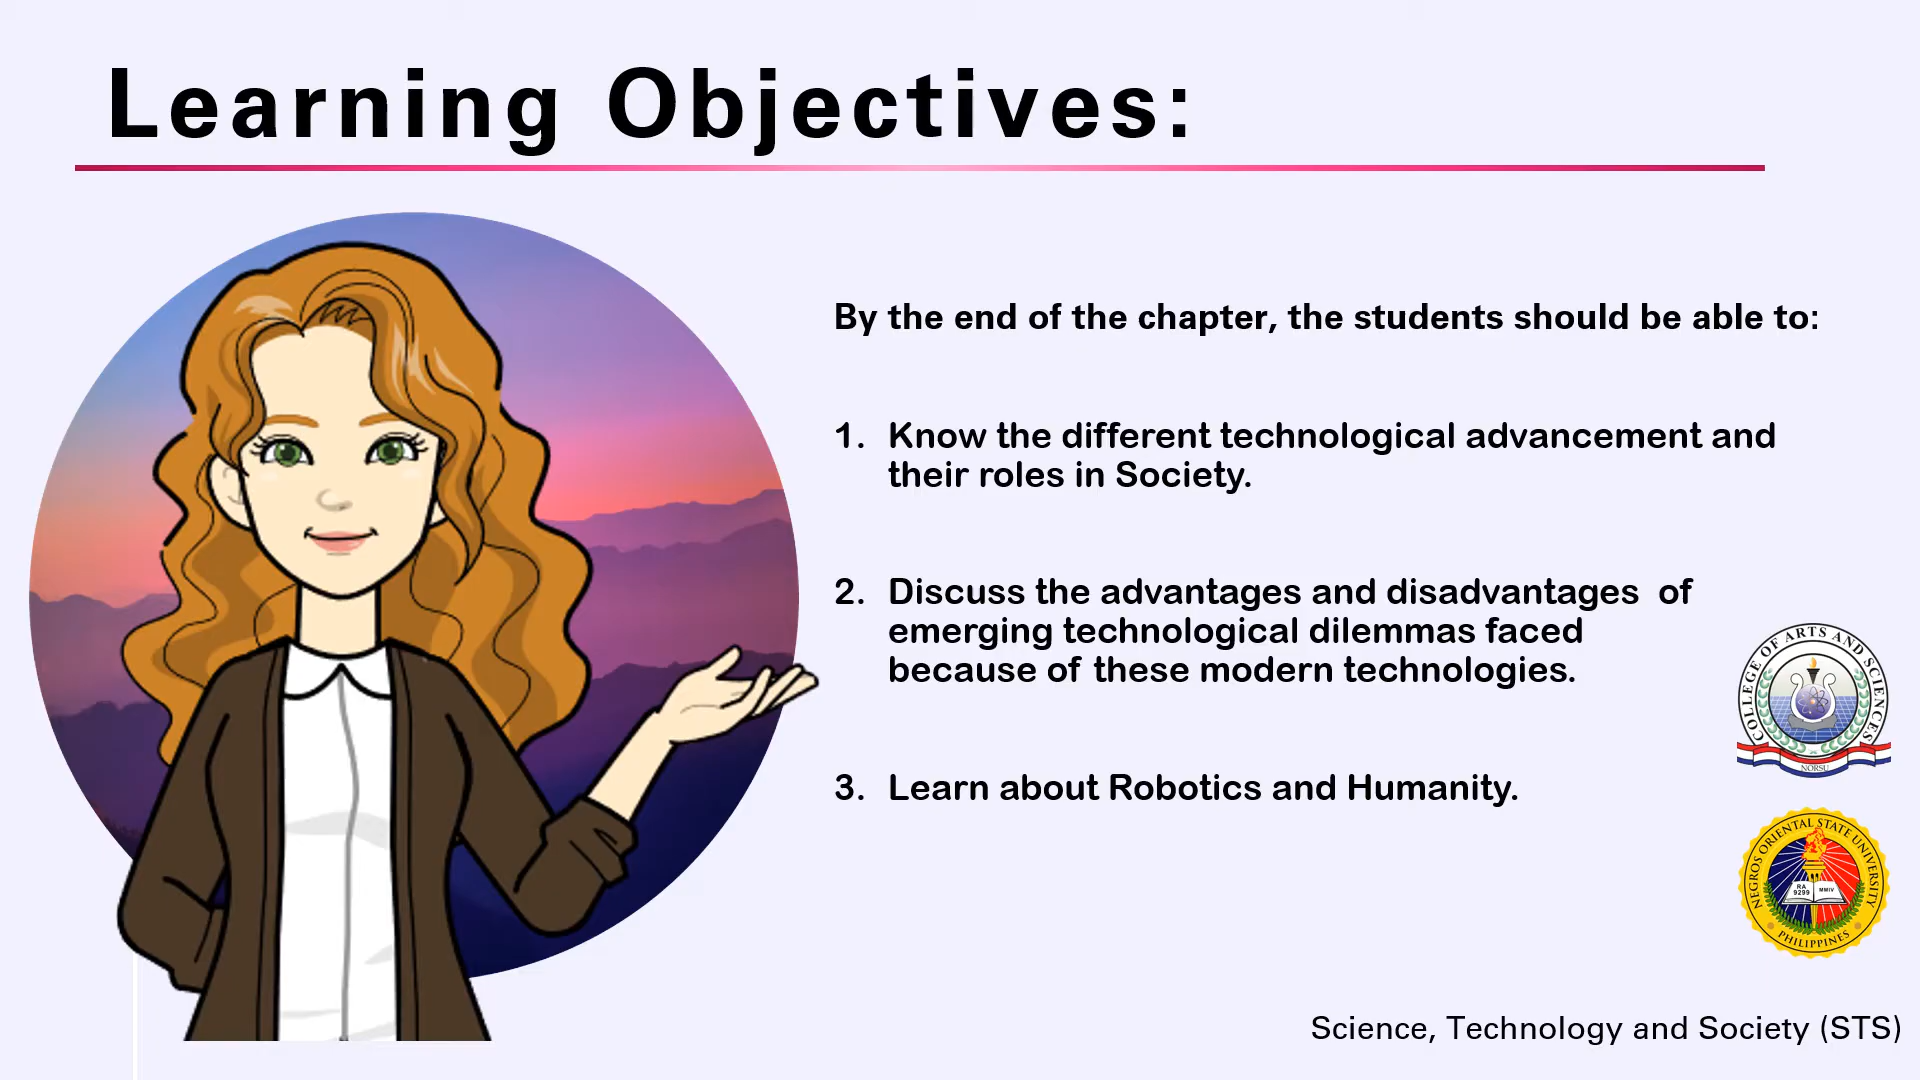 Learning Objectives:
By the end of the chapter, the students should be able to:
1. Know the different technological advancement and
their roles in Society.
2. Discuss the advantages and disadvantages of
emerging technological dilemmas faced
because of these modern technologies.
3. Learn about Robotics and Humanity.
COLLEGE OF ARTS AND SCIENCES
NORSU
NEGROS ORIENTAL STATE UNIVERSITY
RA
9299
MMIV
PHILIPPINES
Science, Technology and Society (STS)